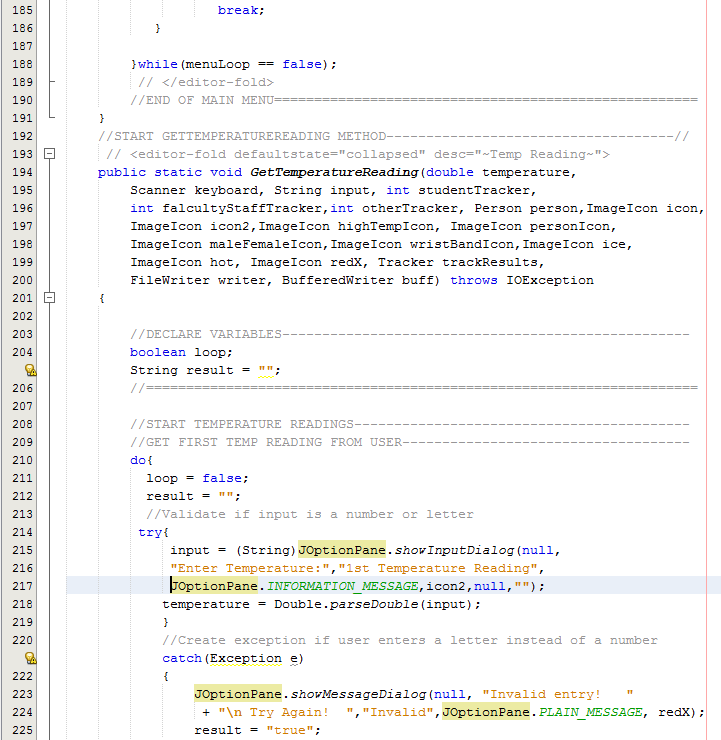 185 break;
186 }
187
188 }while(menuLoop == false);
189 // </editor-fold>
190 //END OF MAIN MENU=====================================================
191 }
192 //START GETTEMPERATUREREADING METHOD------------------------------------//
193 // <editor-fold defaultstate="collapsed" desc="~Temp Reading~">
194 public static void GetTemperatureReading(double temperature,
195 Scanner keyboard, String input, int studentTracker,
196 int falcultyStaffTracker,int otherTracker, Person person,ImageIcon icon,
197 ImageIcon icon2,ImageIcon highTempIcon, ImageIcon personIcon,
198 ImageIcon maleFemaleIcon,ImageIcon wristBandIcon,ImageIcon ice,
199 ImageIcon hot, ImageIcon redX, Tracker trackResults,
200 FileWriter writer, BufferedWriter buff) throws IOException
201 {
202
203 //DECLARE VARIABLES---------------------------------------------------
204 boolean loop;
String result = "";
206 //=====================================================================
207
208 //START TEMPERATURE READINGS------------------------------------------
209 //GET FIRST TEMP READING FROM USER------------------------------------
210 do{
211 loop = false;
212 result = "";
213 //Validate if input is a number or letter
214 try{
215 input = (String)JOptionPane.showInputDialog(null,
216 "Enter Temperature:","1st Temperature Reading",
217 JOptionPane.INFORMATION_MESSAGE,icon2,null,"");
218 temperature = Double.parseDouble(input);
219 }
220 //Create exception if user enters a letter instead of a number
catch(Exception e)
222 {
223 JOptionPane.showMessageDialog(null, "Invalid entry!   "
224 + "\n Try Again!  ","Invalid",JOptionPane.PLAIN_MESSAGE, redX);
225 result = "true";